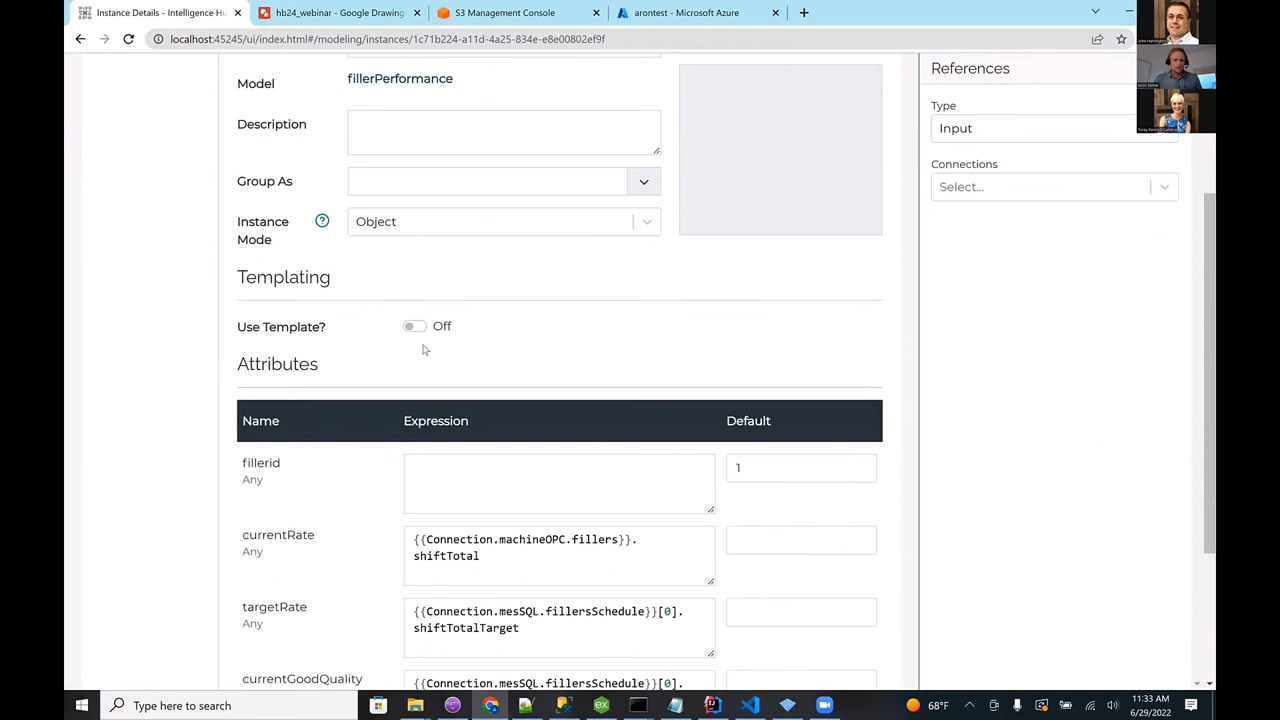 Instance Details - Intelligence Hu
hb24_webinar - Google Drawing
S3 Management Console
arontest - Microsoft Azure
localhost:45245/ui/index.html#/modeling/instances/1c71b224-d1c7-4a25-834e-e8e00802ef9f
John Harrington
Model
fillerPerformance
Description
Group As
Instance
Mode
Object
Templating
Use Template?
Off
Attributes
Name
Expression
Default
fillerid
Any
1
currentRate
Any
{{Connection.machineOPC.fillers}}.
shiftTotal
targetRate
Any
{{Connection.mesSQL.fillersSchedule}}[0].
shiftTotalTarget
currentGoodQuality
{{Connection.mesSQL.fillersSchedule}}[0].
References
Type
Input
Connections
Select...
Type here to search
68°F
11:33 AM
6/29/2022